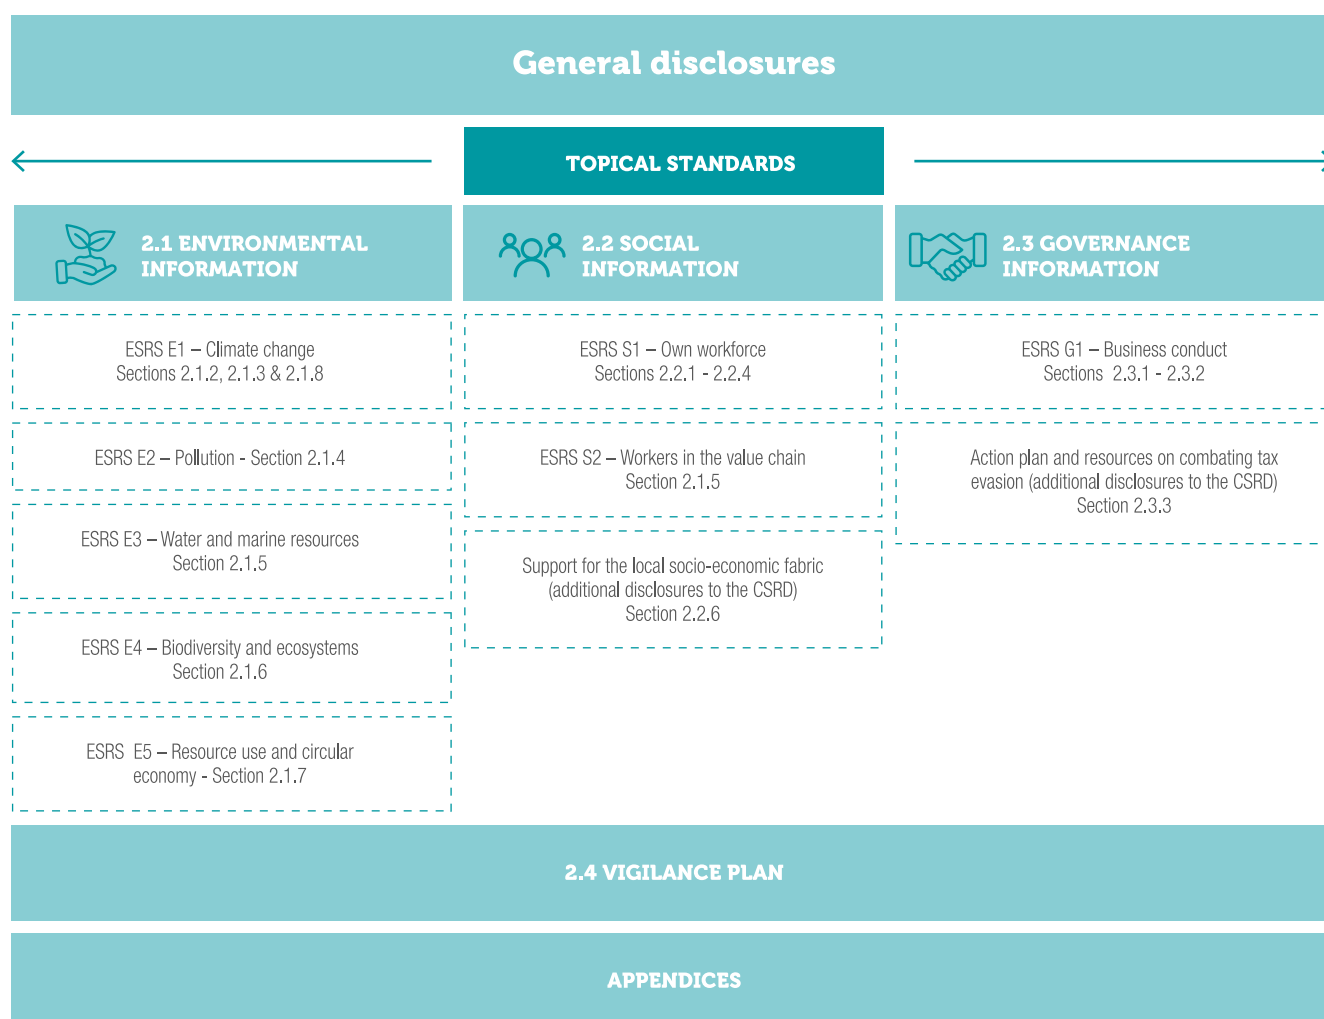 General disclosures
TOPICAL STANDARDS
2.1 ENVIRONMENTAL
INFORMATION
ESRS E1 – Climate change
Sections 2.1.2, 2.1.3 & 2.1.8
ESRS E2 – Pollution - Section 2.1.4
ESRS E3 – Water and marine resources
Section 2.1.5
ESRS E4 – Biodiversity and ecosystems
Section 2.1.6
ESRS E5 – Resource use and circular
economy - Section 2.1.7
2.2 SOCIAL
INFORMATION
ESRS S1 – Own workforce
Sections 2.2.1 - 2.2.4
ESRS S2 – Workers in the value chain
Section 2.1.5
Support for the local socio-economic fabric
(additional disclosures to the CSRD)
Section 2.2.6
2.3 GOVERNANCE
INFORMATION
ESRS G1 – Business conduct
Sections 2.3.1 - 2.3.2
Action plan and resources on combating tax
evasion (additional disclosures to the CSRD)
Section 2.3.3
2.4 VIGILANCE PLAN
APPENDICES